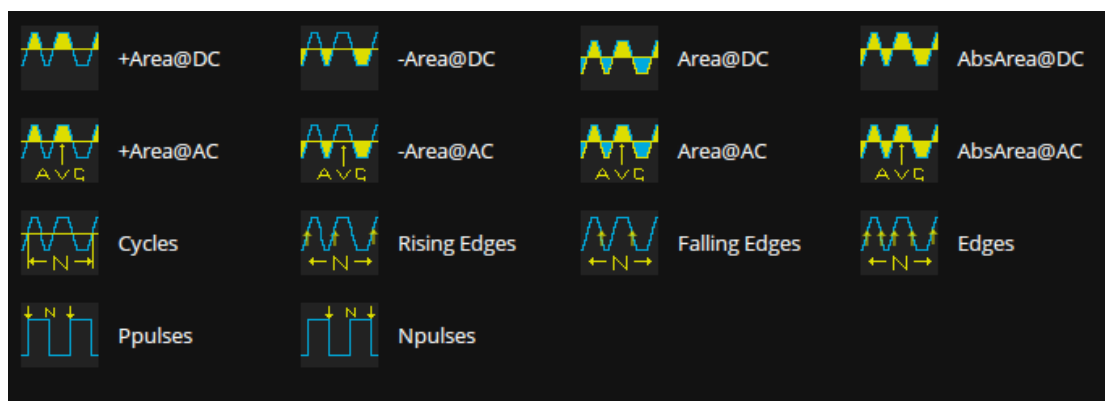 +Area@DC
-Area@DC
Area@DC
AbsArea@DC
AVG
+Area@AC
AVG
-Area@AC
AVG
Area@AC
AVG
AbsArea@AC
N
Cycles
N
Rising Edges
N
Falling Edges
N
Edges
N
Ppulses
N
Npulses